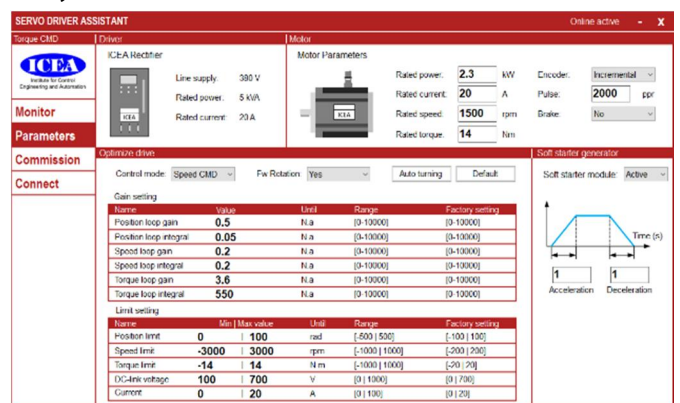 SERVO DRIVER ASSISTANT Online active - X
Torque CMD Driver Motor
ICEA
Institute for Control
Engineering and Automation
Monitor
Parameters
Commission
Connect
ICEA Rectifier
ICEA
Line supply: 380 V
Rated power: 5 kVA
Rated current: 20 A
Motor Parameters
ICEA
Rated power: 2.3 kW
Rated current: 20 A
Rated speed: 1500 rpm
Rated torque: 14 Nm
Encoder: Incremental
Pulse: 2000 ppr
Brake: No
Optimize drive
Control mode: Speed CMD Fw Rotation Yes Auto turning Default
Gain setting
Name Value Until Range Factory setting
Position loop gain 0.5 N.a [0-10000] [0-10000]
Position loop integral 0.05 N.a [0-10000] [0-10000]
Speed loop gain 0.2 N.a [0-10000] [0-10000]
Speed loop integral 0.2 N.a [0-10000] [0-10000]
Torque loop gain 3.6 N.a [0-10000] [0-10000]
Torque loop integral 550 N.a [0-10000] [0-10000]
Limit setting
Name Min | Max value Until Range Factory setting
Position limit 0 | 100 rad [-500 | 500] [-100 | 100]
Speed limit -3000 | 3000 rpm [-1000 | 1000] [-200 | 200]
Torque limit -14 | 14 N.m [-1000 | 1000] [-20 | 20]
DC-link voltage 100 | 700 V [0 | 1000] [0 | 700]
Current 0 | 20 A [0 | 100] [0 | 20]
Soft starter generator
Soft starter module: Active
Time (s)
1 1
Acceleration Deceleration